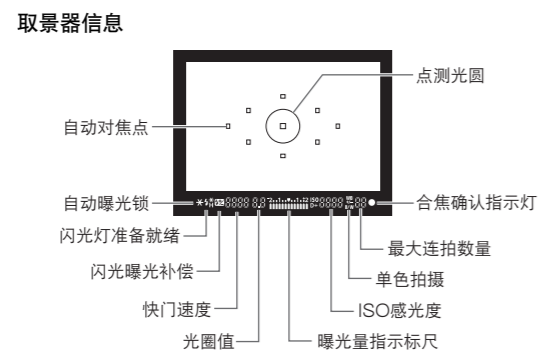 取景器信息
点测光圆
自动对焦点
自动曝光锁
合焦确认指示灯
闪光灯准备就绪
最大连拍数量
闪光曝光补偿
单色拍摄
快门速度
ISO感光度
光圈值
曝光量指示标尺